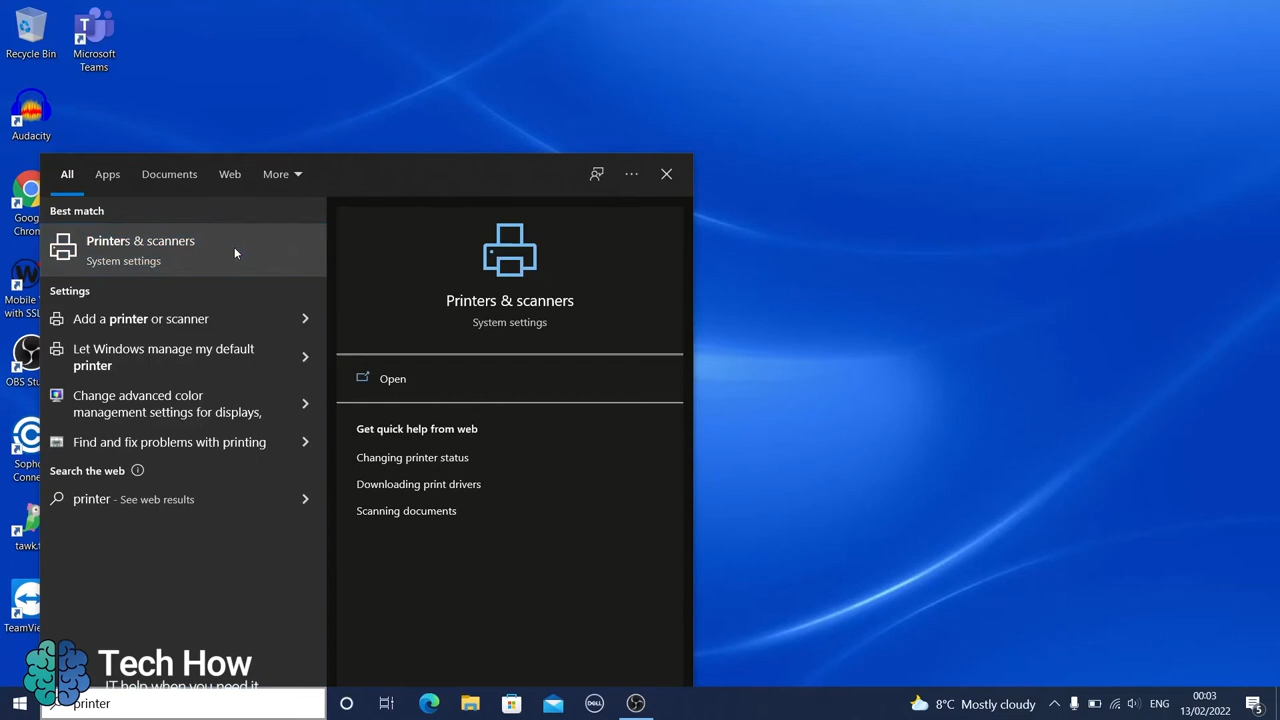 Recycle Bin
Microsoft
Teams
Audacity
Goog
Chrom
Mobile
with SSL
OBS Stu
Sopho
Conne
tawk.t
TeamVie
All
Apps
Documents
Web
More
Best match
Printers & scanners
System settings
Settings
Add a printer or scanner
Let Windows manage my default
printer
Change advanced color
management settings for displays,
Find and fix problems with printing
Search the web
printer - See web results
Printers & scanners
System settings
Open
Get quick help from web
Changing printer status
Downloading print drivers
Scanning documents
Tech How
IT help when you need it
printer
DELL
8°C Mostly cloudy
ENG
00:03
13/02/2022
5